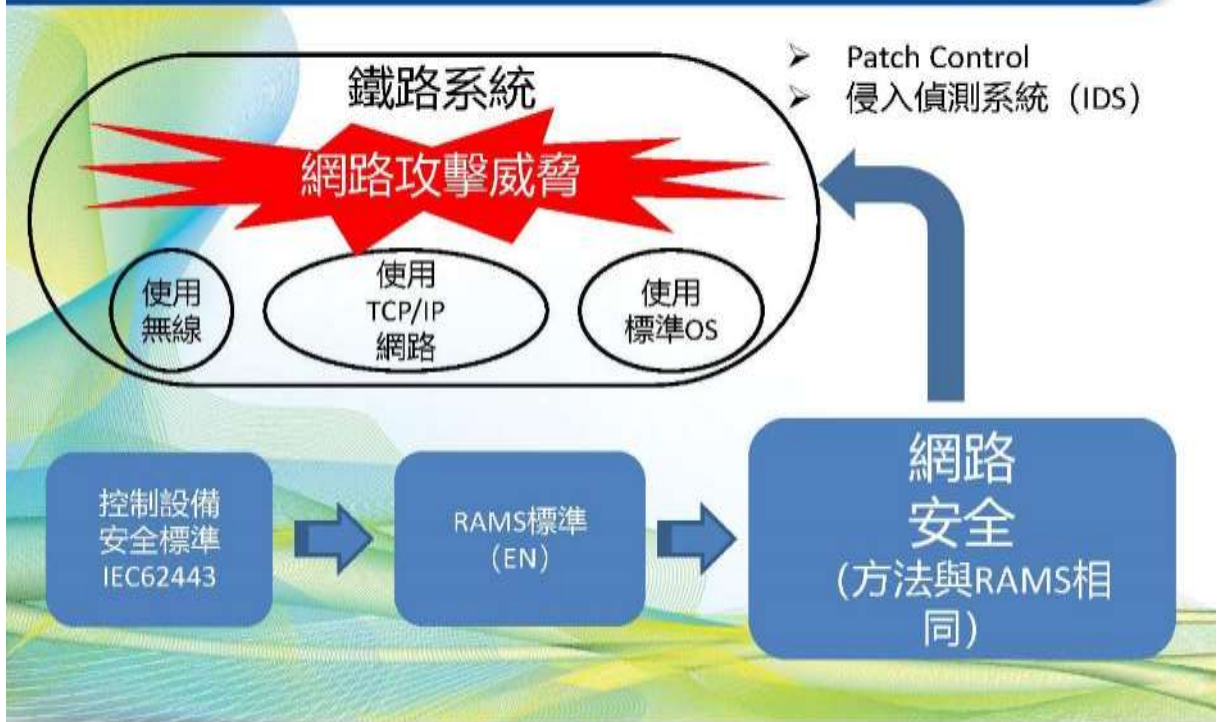 鐵路系統
網路攻擊威脅
使用
無線
使用
TCP/IP
網路
使用
標準OS
➢ Patch Control
➢ 侵入偵測系統（IDS）
控制設備
安全標準
IEC62443
RAMS標準
（EN）
網路
安全
(方法與RAMS相
同)